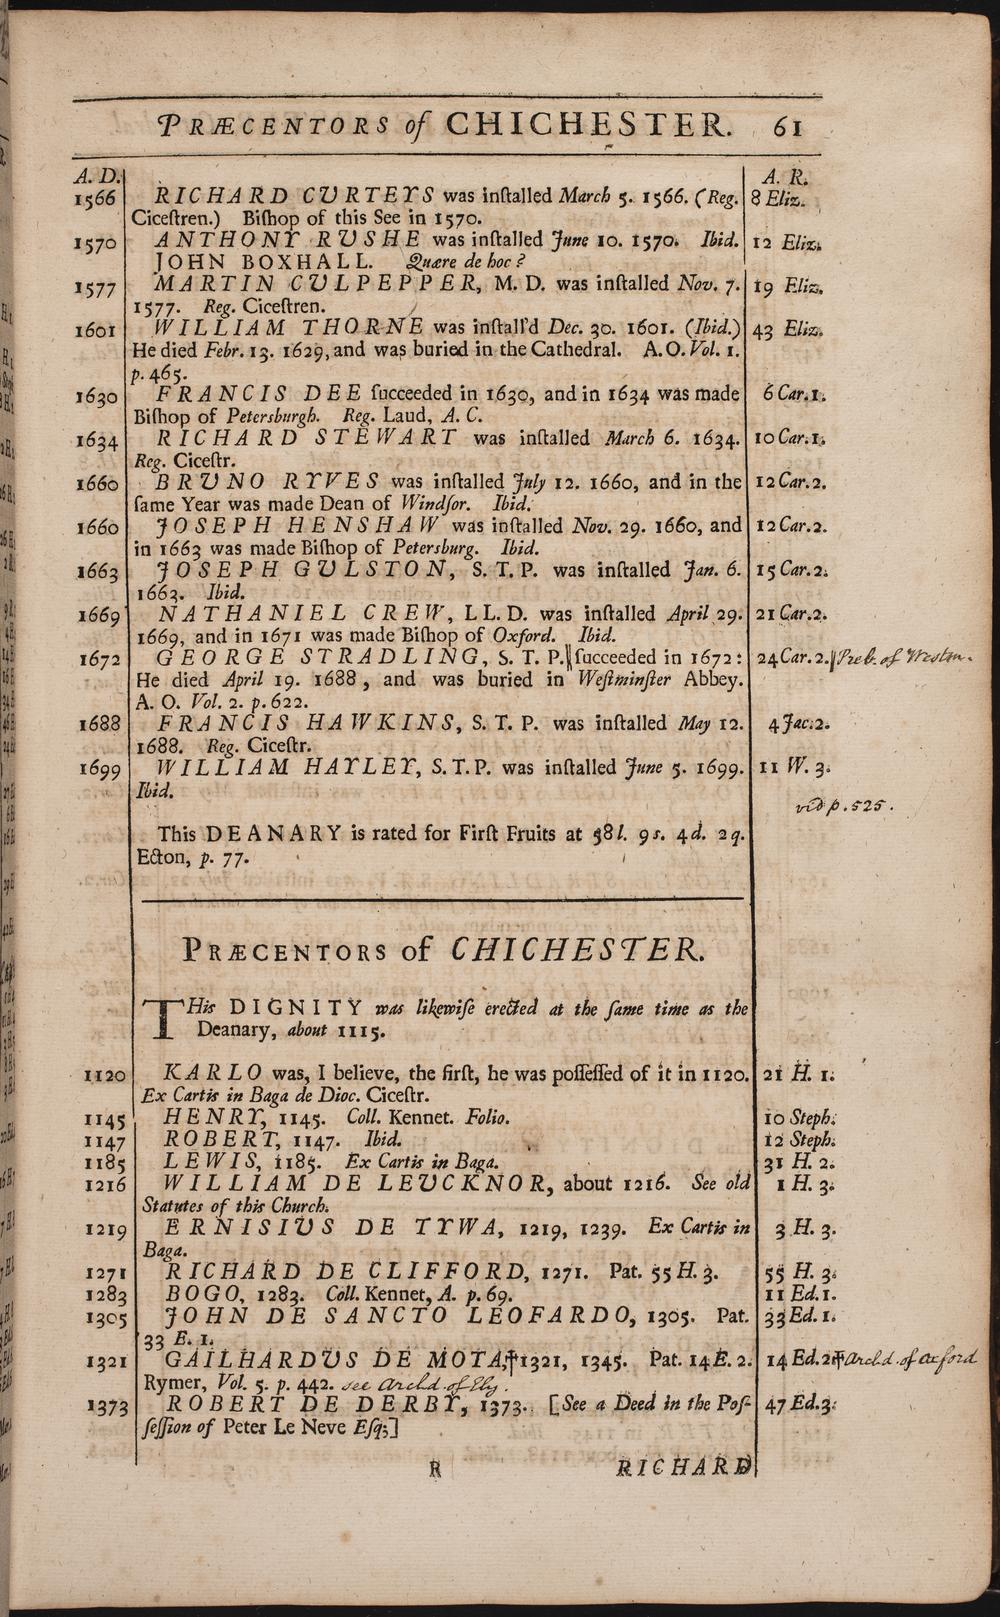 PRÆCENTORS of CHICHESTER. 61
A. D. A. R.
1566 RICHARD CURTEYS was inſtalled March 5. 1566. (Reg. 8 Eliz.
Ciceſtren.) Biſhop of this See in 1570.
1570 ANTHONY RUSHE was inſtalled June 10. 1570. Ibid. 12 Eliz.
JOHN BOXHALL. Quære de hoc?
1577 MARTIN CULPEPPER, M. D. was inſtalled Nov. 7. 19 Eliz.
1577. Reg. Ciceſtren.
1601 WILLIAM THORNE was inſtall'd Dec. 30. 1601. (Ibid.) 43 Eliz.
He died Febr. 13. 1629, and was buried in the Cathedral. A. O. Vol. 1.
p. 465.
1630 FRANCIS DEE ſucceeded in 1630, and in 1634 was made 6 Car. 1.
Biſhop of Petersburgh. Reg. Laud, A. C.
1634 RICHARD STEWART was inſtalled March 6. 1634. 10 Car. 1.
Reg. Ciceſtr.
1660 BRUNO RYVES was inſtalled July 12. 1660, and in the 12 Car. 2.
ſame Year was made Dean of Windſor. Ibid.
1660 JOSEPH HENSHAW was inſtalled Nov. 29. 1660, and 12 Car. 2.
in 1663 was made Biſhop of Petersburg. Ibid.
1663 JOSEPH GULSTON, S. T. P. was inſtalled Jan. 6. 15 Car. 2.
1663. Ibid.
1669 NATHANIEL CREW, LL. D. was inſtalled April 29. 21 Car. 2.
1669, and in 1671 was made Biſhop of Oxford. Ibid.
1672 GEORGE STRADLING, S. T. P.‖ ſucceeded in 1672: 24 Car. 2. ‖Preb. of Westm.
He died April 19. 1688, and was buried in Weſtminſter Abbey.
A. O. Vol. 2. p. 622.
1688 FRANCIS HAWKINS, S. T. P. was inſtalled May 12. 4 Jac. 2.
1688. Reg. Ciceſtr.
1699 WILLIAM HAYLEY, S. T. P. was inſtalled June 5. 1699. 11 W. 3.
Ibid.
vid p. 525.
This DEANARY is rated for Firſt Fruits at 58 l. 9 s. 4 d. 2 q.
Ecton, p. 77.
PRÆCENTORS of CHICHESTER.
THis DIGNITY was likewiſe erected at the ſame time as the
Deanary, about 1115.
1120 KARLO was, I believe, the firſt, he was poſſeſſed of it in 1120. 21 H. 1.
Ex Cartis in Baga de Dioc. Ciceſtr.
1145 HENRY, 1145. Coll. Kennet. Folio. 10 Steph.
1147 ROBERT, 1147. Ibid. 12 Steph.
1185 LEWIS, 1185. Ex Cartis in Baga. 31 H. 2.
1216 WILLIAM DE LEUCKNOR, about 1216. See old 1 H. 3.
Statutes of this Church.
1219 ERNISIUS DE TYWA, 1219, 1239. Ex Cartis in 3 H. 3.
Baga.
1271 RICHARD DE CLIFFORD, 1271. Pat. 55 H. 3. 55 H. 3.
1283 BOGO, 1283. Coll. Kennet, A. p. 69. 11 Ed. 1.
1305 JOHN DE SANCTO LEOFARDO, 1305. Pat. 33 Ed. 1.
33 E. 1.
1321 GAILHARDUS DE MOTA,‡ 1321, 1345. Pat. 14 E. 2. 14 Ed. 2 ‡ Archd. of Oxford
Rymer, Vol. 5. p. 442. see Archd. of Ely.
1373 ROBERT DE DERBY, 1373. [See a Deed in the Poſ- 47 Ed. 3.
ſeſſion of Peter Le Neve Eſq;]
R RICHARD